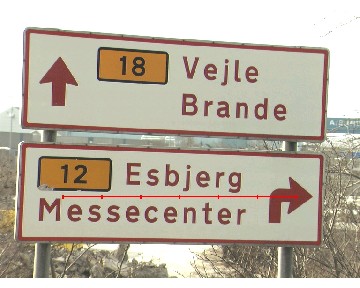 18 Vejle
Brande
12 Esbjerg
Messecenter